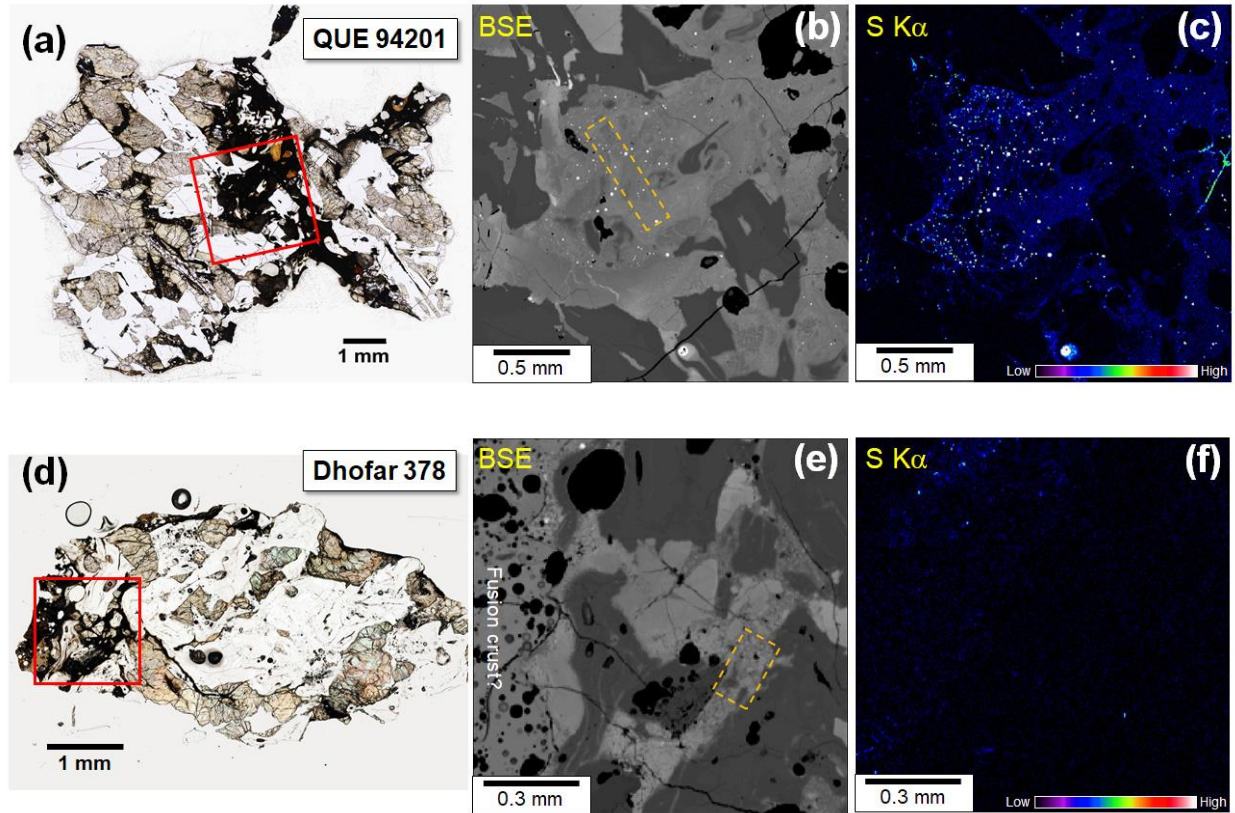 (a)
QUE 94201
1 mm
BSE
(b)
0.5 mm
S Kα
(c)
0.5 mm
Low
High
(d)
Dhofar 378
1 mm
BSE
(e)
Fusion crust?
0.3 mm
S Kα
(f)
0.3 mm
Low
High